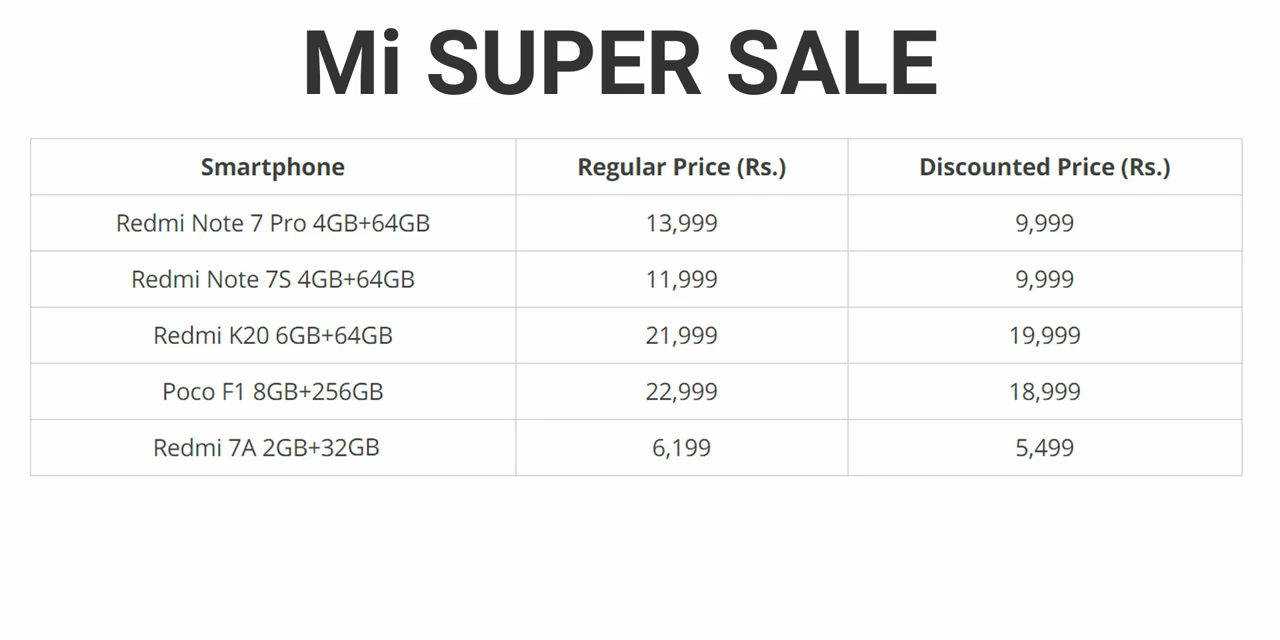 Mi SUPER SALE
Smartphone Regular Price (Rs.) Discounted Price (Rs.)
Redmi Note 7 Pro 4GB+64GB 13,999 9,999
Redmi Note 7S 4GB+64GB 11,999 9,999
Redmi K20 6GB+64GB 21,999 19,999
Poco F1 8GB+256GB 22,999 18,999
Redmi 7A 2GB+32GB 6,199 5,499